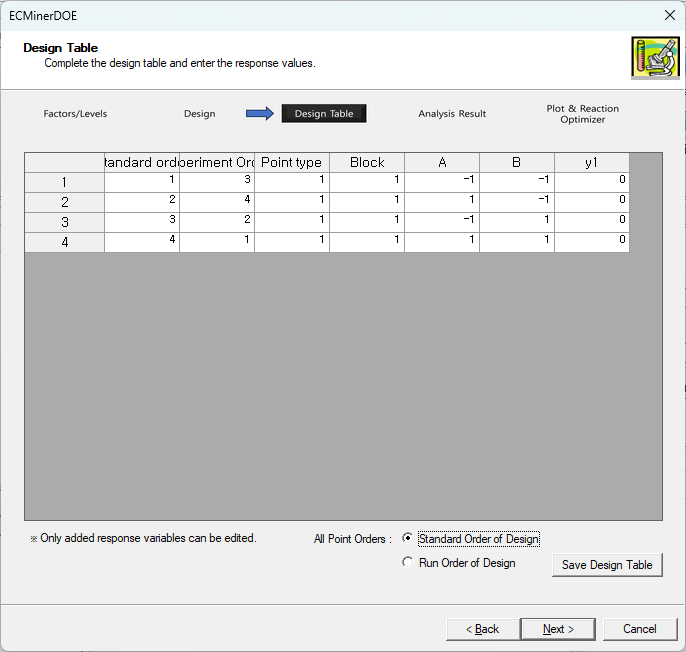 ECMinerDOE
Design Table
Complete the design table and enter the response values.
Factors/Levels Design Design Table Analysis Result Plot & Reaction
Optimizer
tandard ord periment Ord Point type Block A B y1
1 1 3 1 1 -1 -1 0
2 2 4 1 1 1 -1 0
3 3 2 1 1 -1 1 0
4 4 1 1 1 1 1 0
※ Only added response variables can be edited. All Point Orders : Standard Order of Design
Run Order of Design
Save Design Table
< Back Next > Cancel